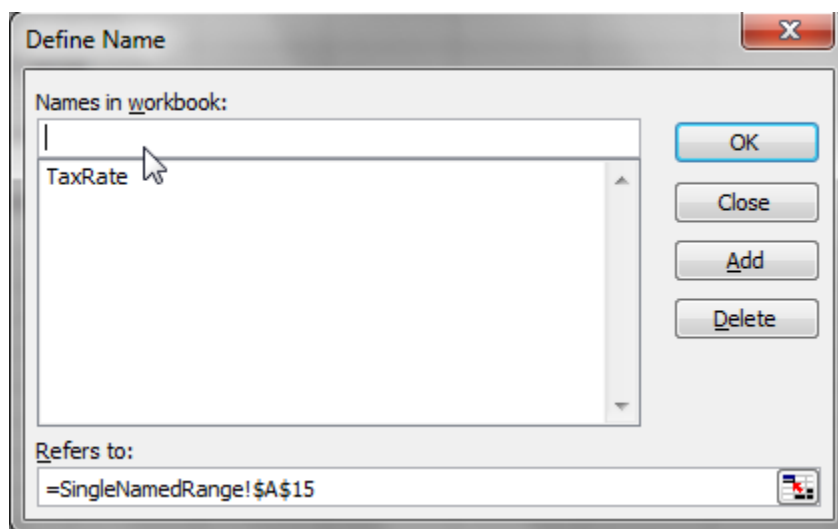 Define Name
Names in workbook:
OK
TaxRate
Close
Add
Delete
Refers to:
=SingleNamedRange!$A$15